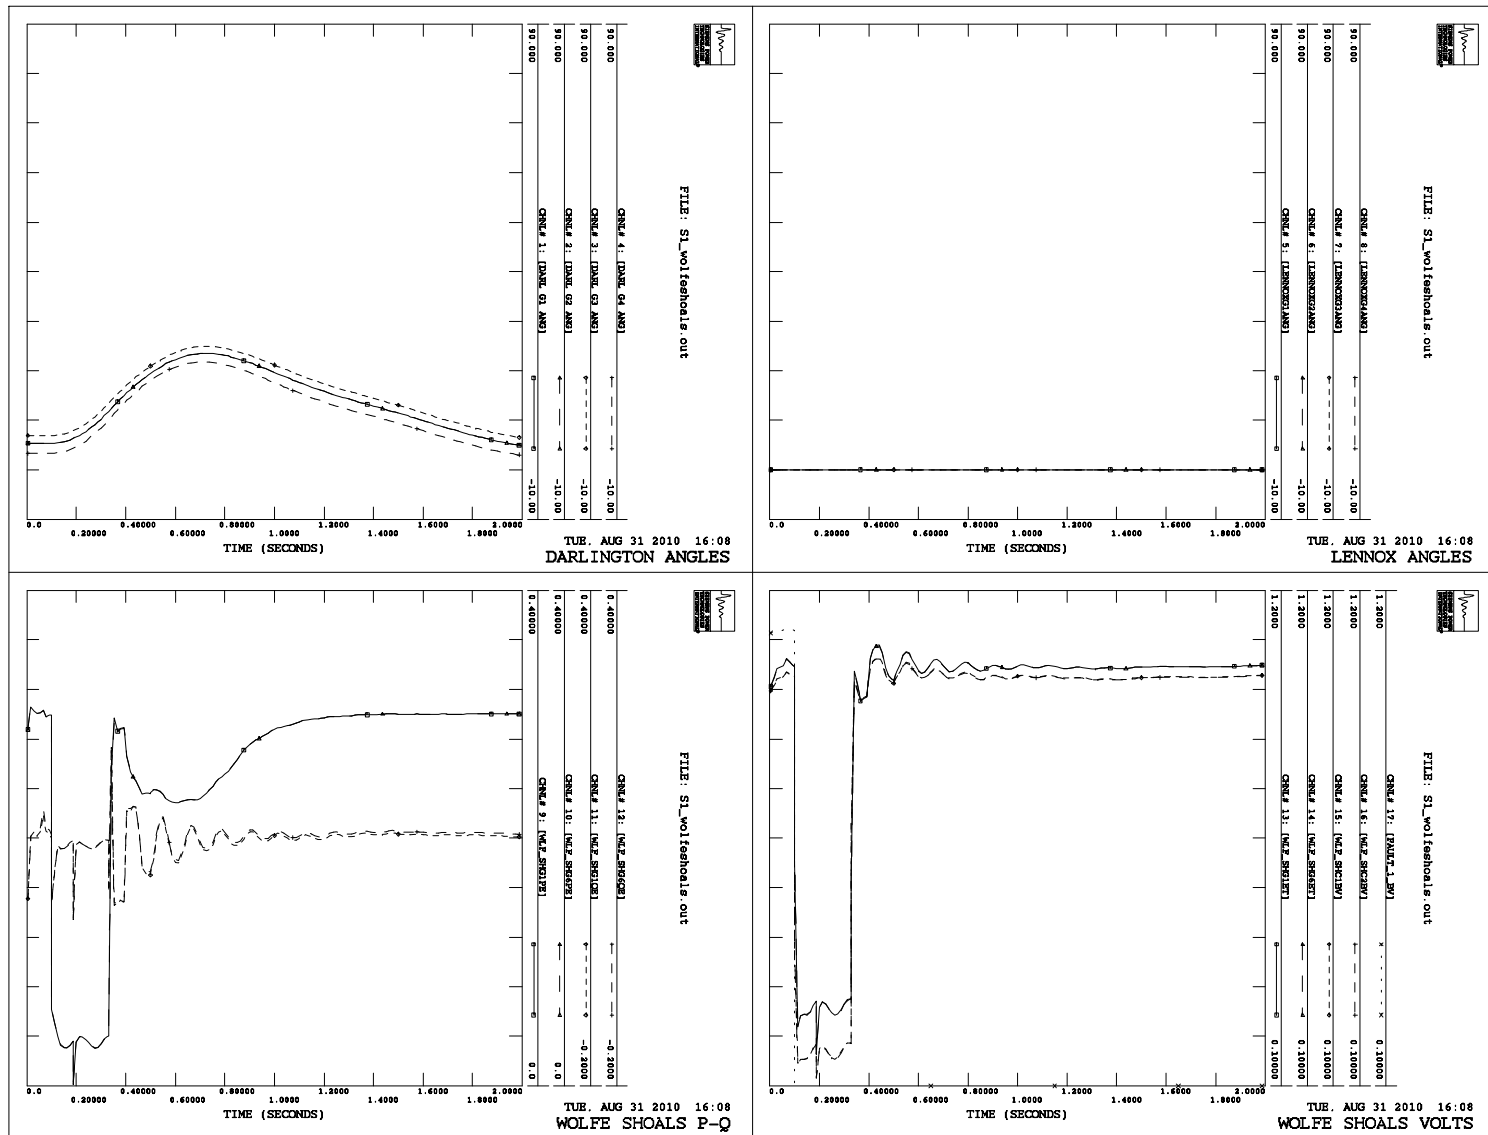 90.000
90.000
90.000
90.000
FILE: S1_wolfeshoals.out
CHNL# 4: [DARL G4 ANG]
CHNL# 3: [DARL G3 ANG]
CHNL# 2: [DARL G2 ANG]
CHNL# 1: [DARL G1 ANG]
-10.00
-10.00
-10.00
-10.00
0.0
0.20000
0.40000
0.60000
0.80000
1.0000
1.2000
1.4000
1.6000
1.8000
2.0000
TIME (SECONDS)
TUE, AUG 31 2010 16:08
DARLINGTON ANGLES
90.000
90.000
90.000
90.000
FILE: S1_wolfeshoals.out
CHNL# 8: [LENNOXG4ANG]
CHNL# 7: [LENNOXG3ANG]
CHNL# 6: [LENNOXG2ANG]
CHNL# 5: [LENNOXG1ANG]
-10.00
-10.00
-10.00
-10.00
0.0
0.20000
0.40000
0.60000
0.80000
1.0000
1.2000
1.4000
1.6000
1.8000
2.0000
TIME (SECONDS)
TUE, AUG 31 2010 16:08
LENNOX ANGLES
0.40000
0.40000
0.40000
0.40000
FILE: S1_wolfeshoals.out
CHNL# 12: [WLF_SHG6QE]
CHNL# 11: [WLF_SHG1QE]
CHNL# 10: [WLF_SHG6PE]
CHNL# 9: [WLF_SHG1PE]
-0.2000
-0.2000
0.0
0.0
0.0
0.20000
0.40000
0.60000
0.80000
1.0000
1.2000
1.4000
1.6000
1.8000
2.0000
TIME (SECONDS)
TUE, AUG 31 2010 16:08
WOLFE SHOALS P-Q
1.2000
1.2000
1.2000
1.2000
1.2000
FILE: S1_wolfeshoals.out
CHNL# 17: [FAULT_1_BV]
CHNL# 16: [WLF_SHC2BV]
CHNL# 15: [WLF_SHC1BV]
CHNL# 14: [WLF_SHG6ET]
CHNL# 13: [WLF_SHG1ET]
0.10000
0.10000
0.10000
0.10000
0.10000
0.0
0.20000
0.40000
0.60000
0.80000
1.0000
1.2000
1.4000
1.6000
1.8000
2.0000
TIME (SECONDS)
TUE, AUG 31 2010 16:08
WOLFE SHOALS VOLTS